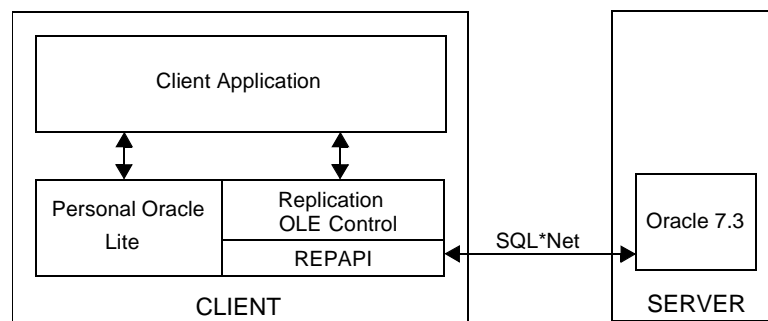 Client Application
Personal Oracle
Lite
Replication
OLE Control
REPAPI
SQL*Net
Oracle 7.3
CLIENT
SERVER